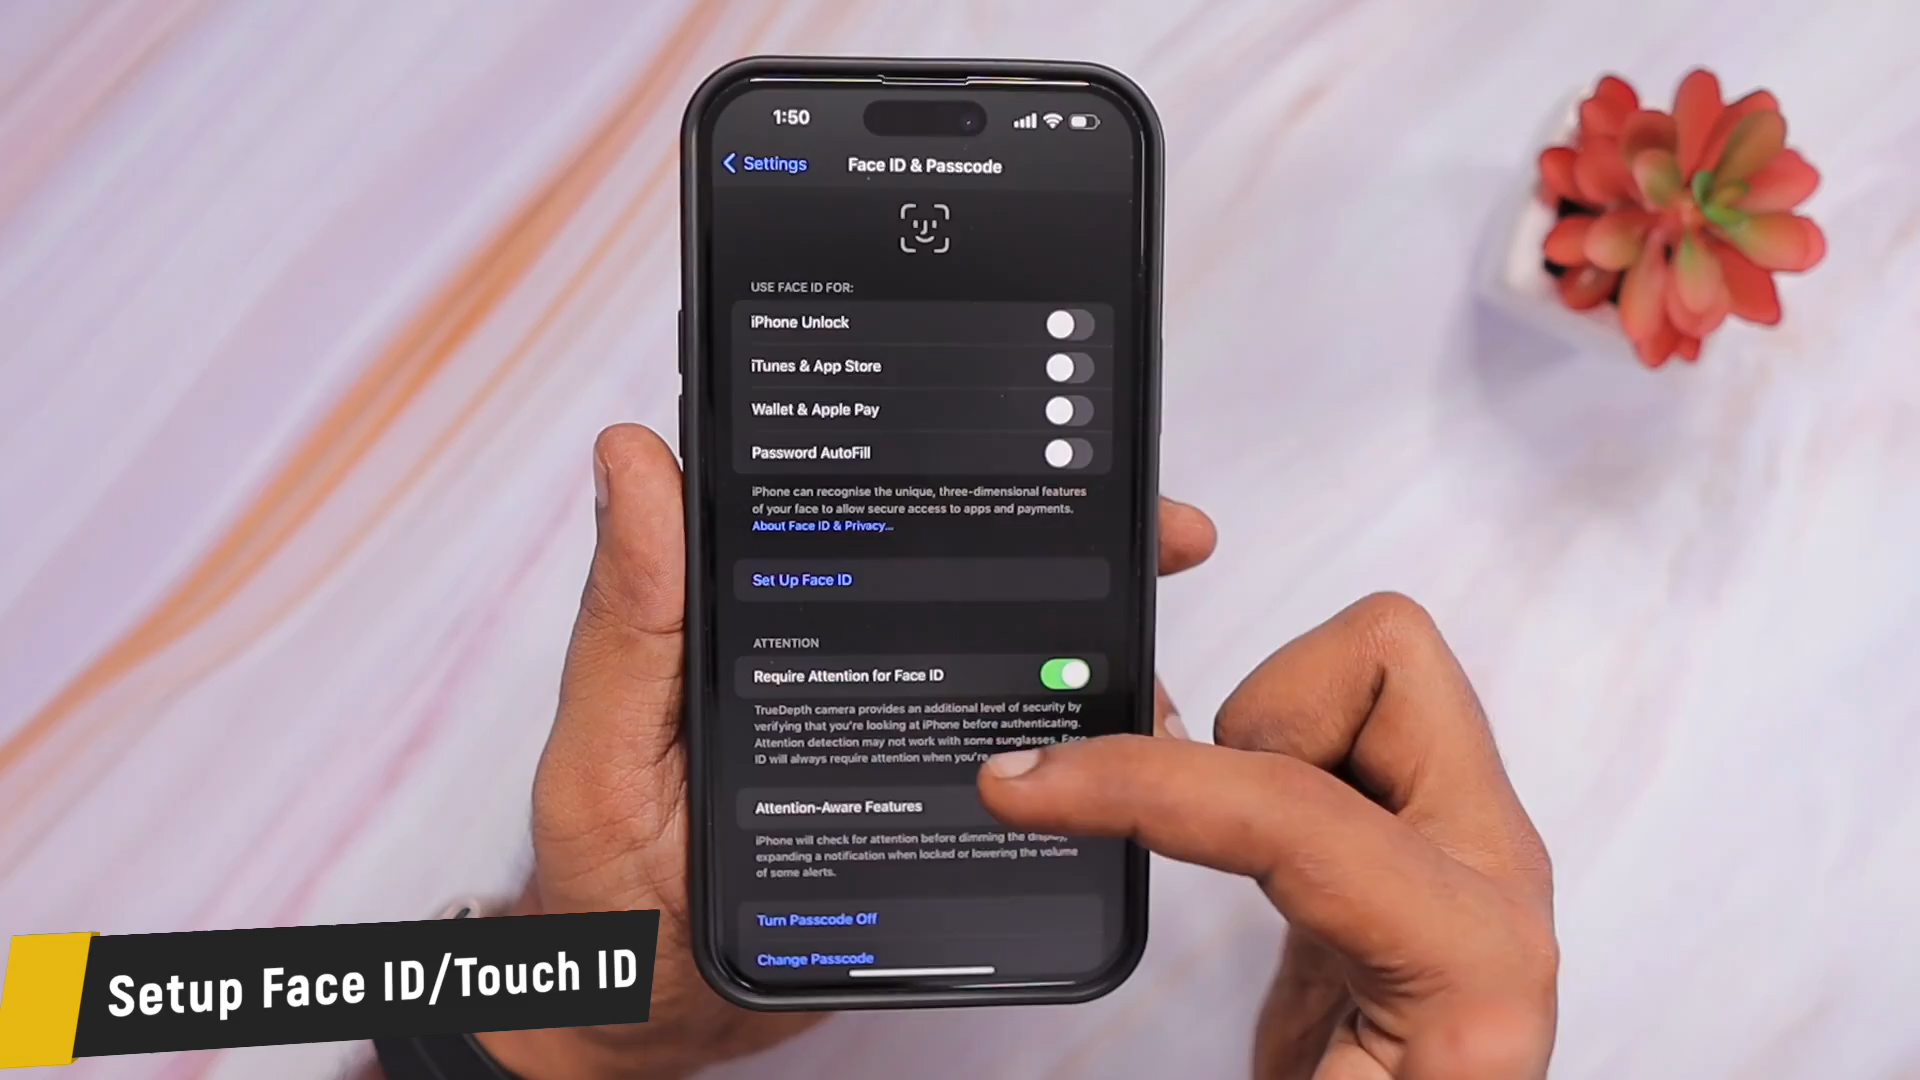 1:50
Settings
Face ID & Passcode
USE FACE ID FOR:
iPhone Unlock
iTunes & App Store
Wallet & Apple Pay
Password AutoFill
iPhone can recognise the unique, three-dimensional features
of your face to allow secure access to apps and payments.
About Face ID & Privacy...
Set Up Face ID
ATTENTION
Require Attention for Face ID
TrueDepth camera provides an additional level of security by
verifying that you're looking at iPhone before authenticating.
Attention detection may not work with some sunglasses. Face
ID will always require attention when you're
Attention-Aware Features
iPhone will check for attention before dimming the display,
expanding a notification when locked or lowering the volume
of some alerts.
Turn Passcode Off
Change Passcode
Setup Face ID/Touch ID